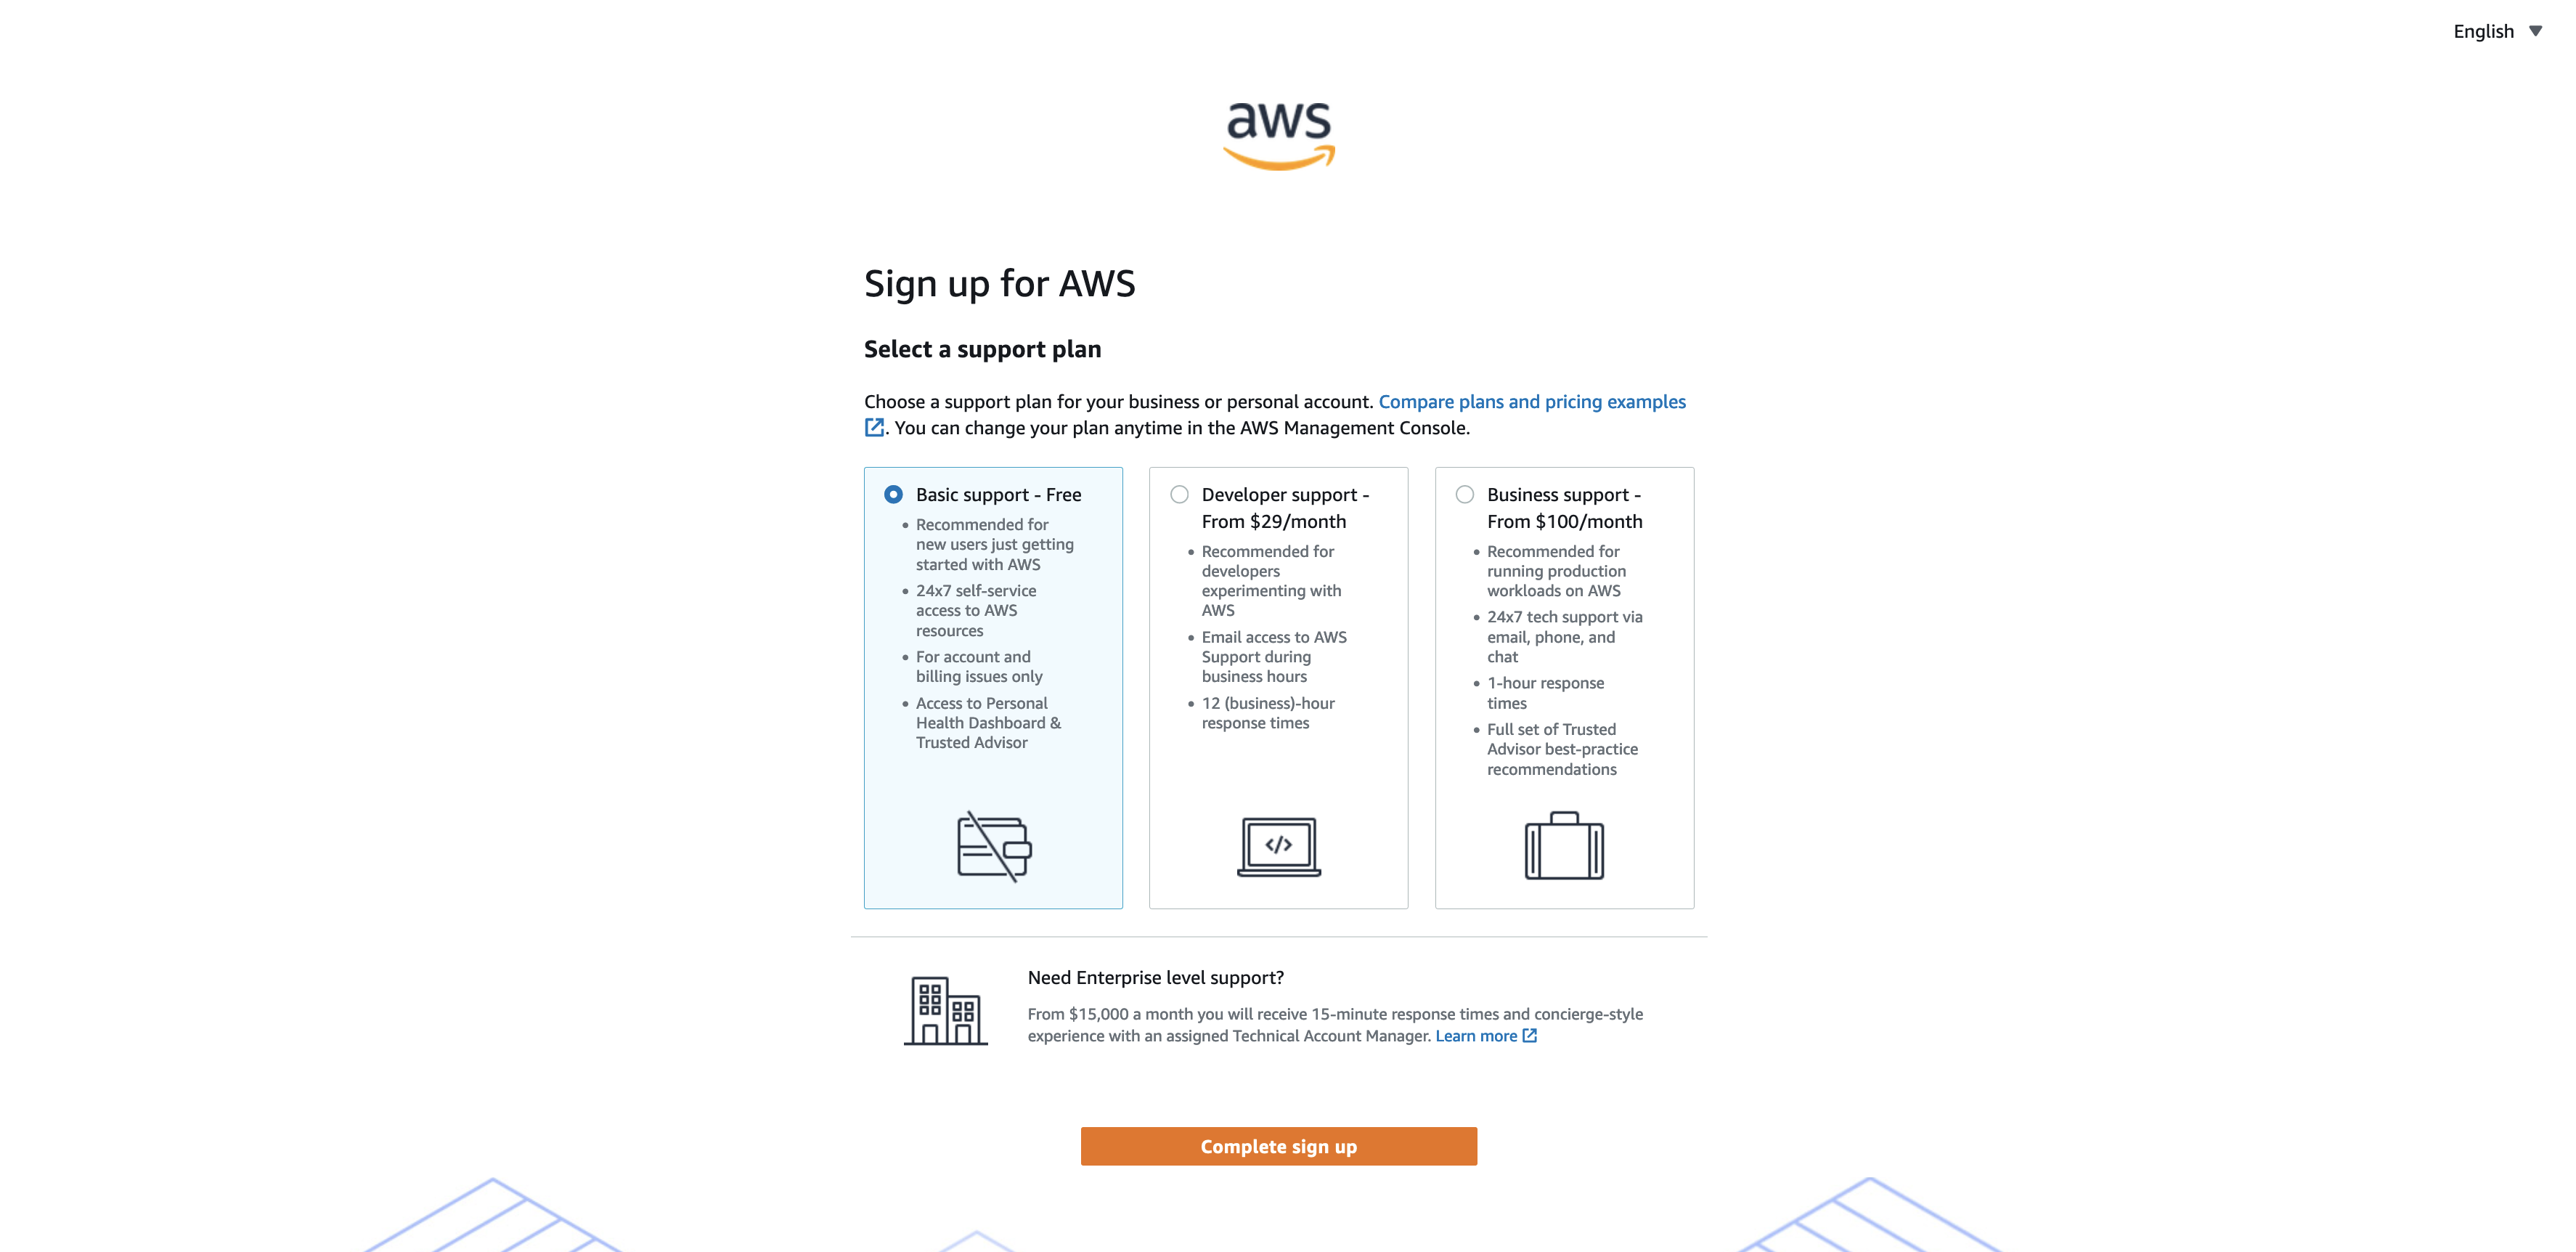 English
aws
Sign up for AWS
Select a support plan
Choose a support plan for your business or personal account. Compare plans and pricing examples
. You can change your plan anytime in the AWS Management Console.
Basic support - Free
• Recommended for
new users just getting
started with AWS
• 24x7 self-service
access to AWS
resources
• For account and
billing issues only
• Access to Personal
Health Dashboard &
Trusted Advisor
Developer support -
From $29/month
• Recommended for
developers
experimenting with
AWS
• Email access to AWS
Support during
business hours
• 12 (business)-hour
response times
</>
Business support -
From $100/month
• Recommended for
running production
workloads on AWS
• 24x7 tech support via
email, phone, and
chat
• 1-hour response
times
• Full set of Trusted
Advisor best-practice
recommendations
Need Enterprise level support?
From $15,000 a month you will receive 15-minute response times and concierge-style
experience with an assigned Technical Account Manager. Learn more
Complete sign up